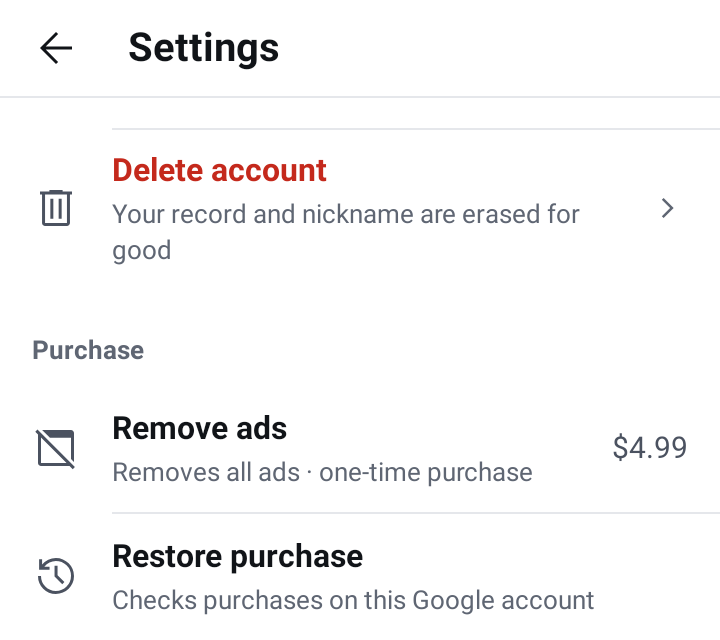 Settings
Delete account
Your record and nickname are erased for
good
Purchase
Remove ads
$4.99
Removes all ads · one-time purchase
Restore purchase
Checks purchases on this Google account